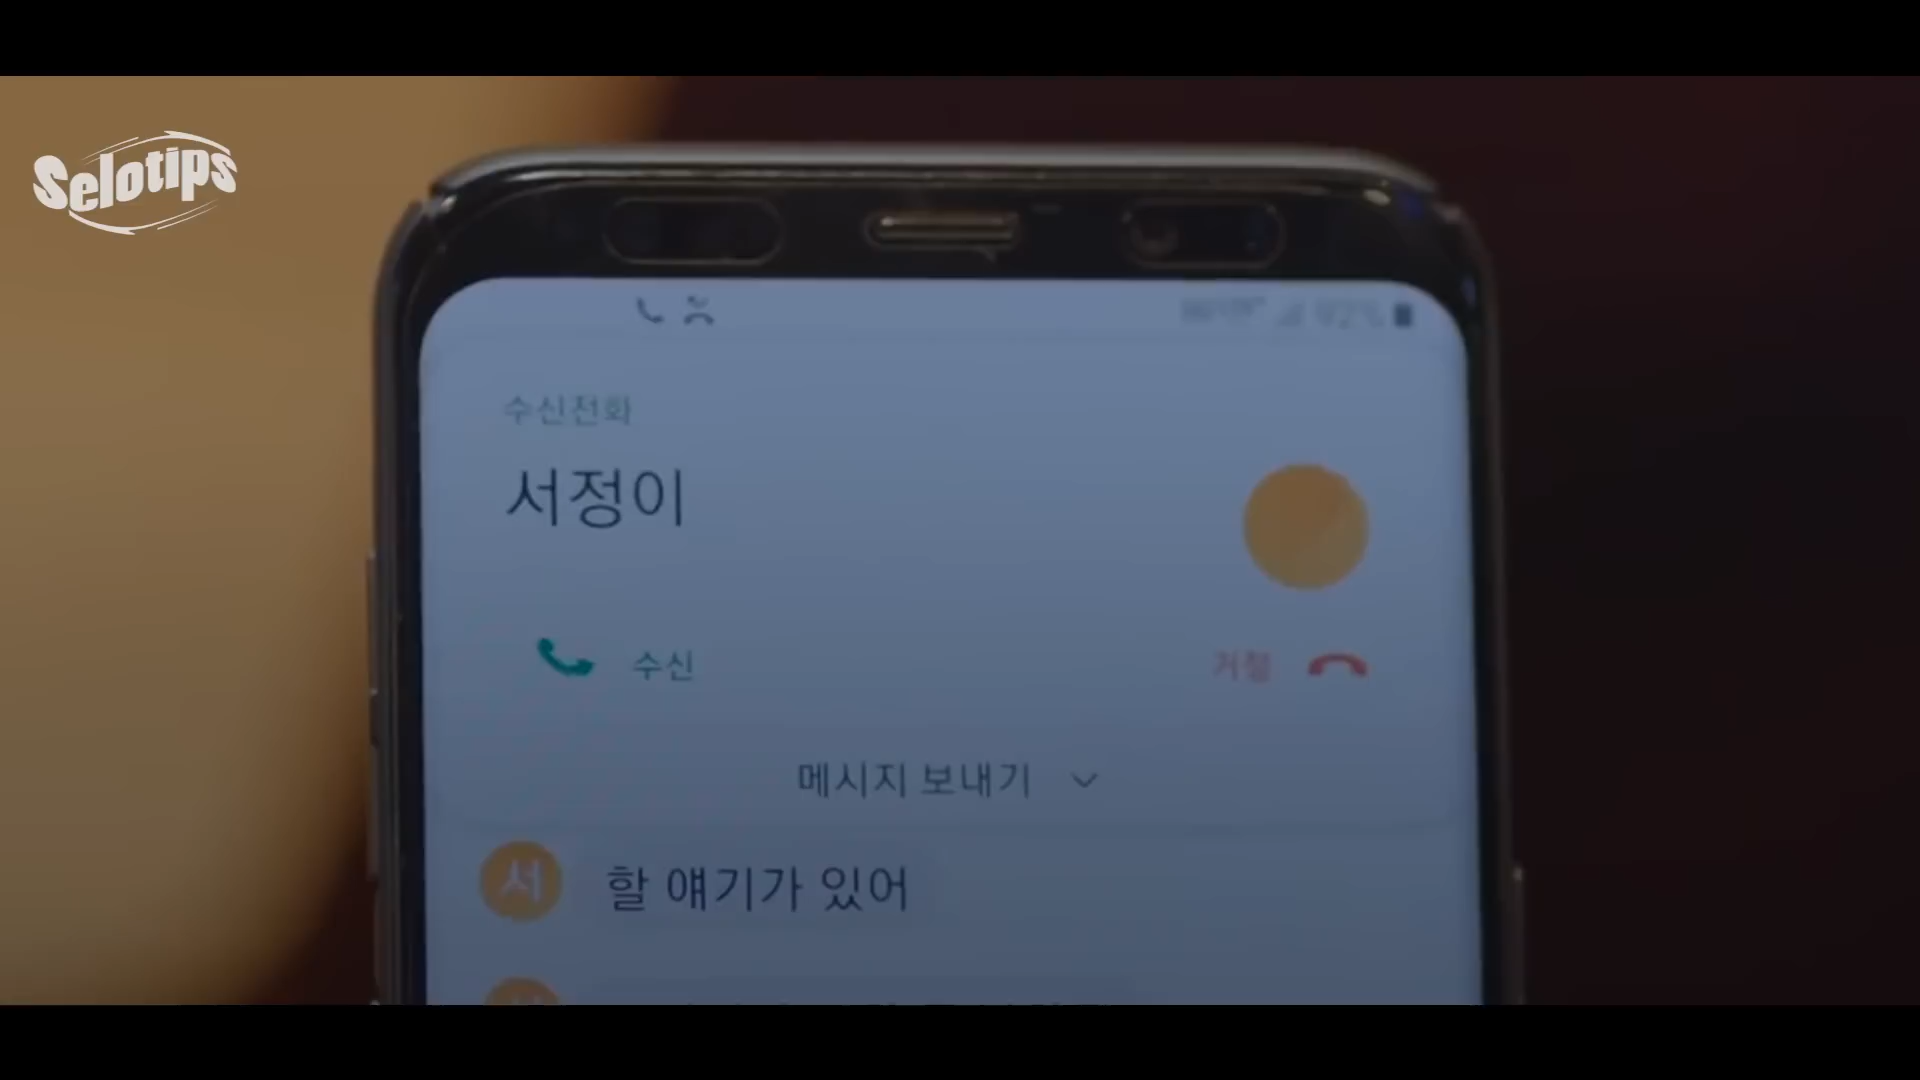 Selotips
수신전화
서정이
수신
거절
메시지 보내기
서
할 얘기가 있어